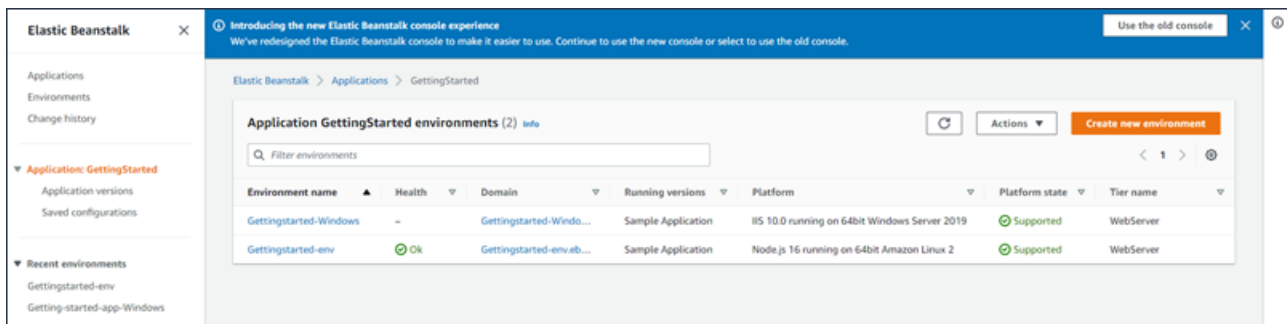 Elastic Beanstalk
Applications
Environments
Change history
Application: GettingStarted
Application versions
Saved configurations
Recent environments
Gettingstarted-env
Getting-started-app-Windows
Introducing the new Elastic Beanstalk console experience
We've redesigned the Elastic Beanstalk console to make it easier to use. Continue to use the new console or select to use the old console.
Use the old console
Elastic Beanstalk > Applications > GettingStarted
Application GettingStarted environments (2) Info
Actions
Create new environment
Filter environments
< 1 >
Environment name Health Domain Running versions Platform Platform state Tier name
Gettingstarted-Windows – Gettingstarted-Windo... Sample Application IIS 10.0 running on 64bit Windows Server 2019 Supported WebServer
Gettingstarted-env Ok Gettingstarted-env.eb... Sample Application Node.js 16 running on 64bit Amazon Linux 2 Supported WebServer